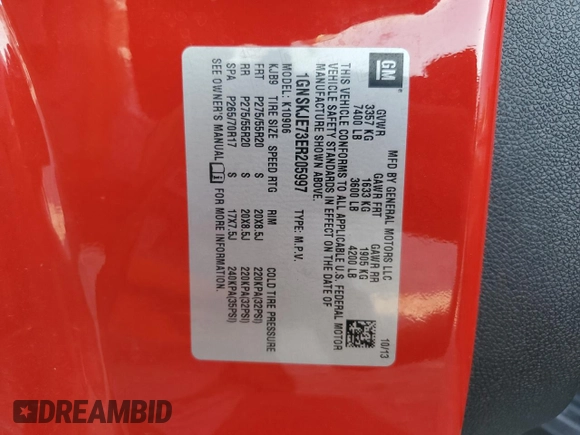 GM
MFD BY GENERAL MOTORS LLC
10/13
GVWR GAWR FRT GAWR RR
3357 KG 1633 KG 1905 KG
7400 LB 3600 LB 4200 LB
THIS VEHICLE CONFORMS TO ALL APPLICABLE U.S. FEDERAL MOTOR
VEHICLE SAFETY STANDARDS IN EFFECT ON THE DATE OF
MANUFACTURE SHOWN ABOVE.
1GNSKJE73ER205997 TYPE: M.P.V.
MODEL: K10906
KJB9 TIRE SIZE SPEED RTG RIM COLD TIRE PRESSURE
FRT P275/55R20 S 20X8.5J 220KPA(32PSI)
RR P275/55R20 S 20X8.5J 220KPA(32PSI)
SPA P265/70R17 S 17X7.5J 240KPA(35PSI)
SEE OWNER'S MANUAL FOR MORE INFORMATION.
DREAMBID